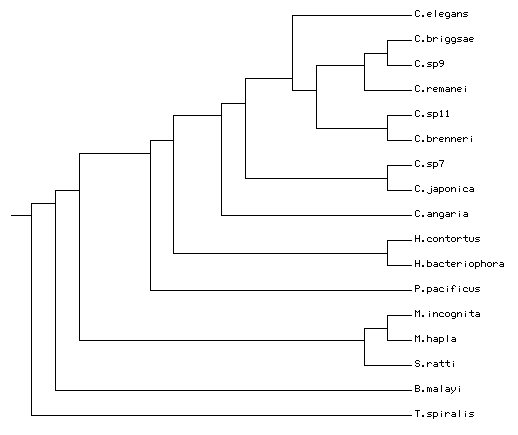 C.elegans
C.briggsae
C.sp9
C.remanei
C.sp11
C.brenneri
C.sp7
C.japonica
C.angaria
H.contortus
H.bacteriophora
P.pacificus
M.incognita
M.hapla
S.ratti
B.malayi
T.spiralis